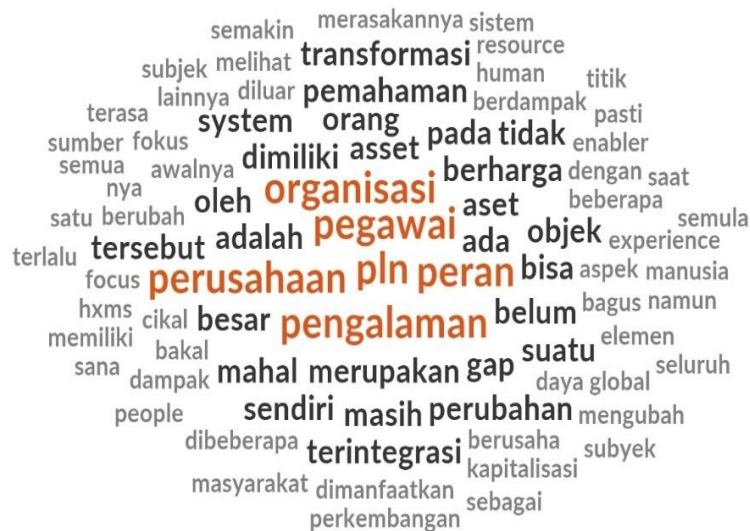 semakin merasakannya sistem
subjek melihat transformasi resource
lainnya diluar pemahaman human titik
terasa system orang berdampak pasti
sumber fokus dimiliki asset pada tidak enabler
semua awalnya organisasi berharga dengan saat
nya oleh pegawai aset beberapa
satu berubah adalah ada objek semula
terlalu tersebut perusahaan pln peran bisa experience
focus aspek manusia
hxms cikal besar pengalaman belum bagus namun
memiliki bakal suatu elemen
sana dampak mahal merupakan gap daya global seluruh
people sendiri masih perubahan mengubah
dibeberapa terintegrasi berusaha subyek
masyarakat dimanfaatkan kapitalisasi
perkembangan sebagai